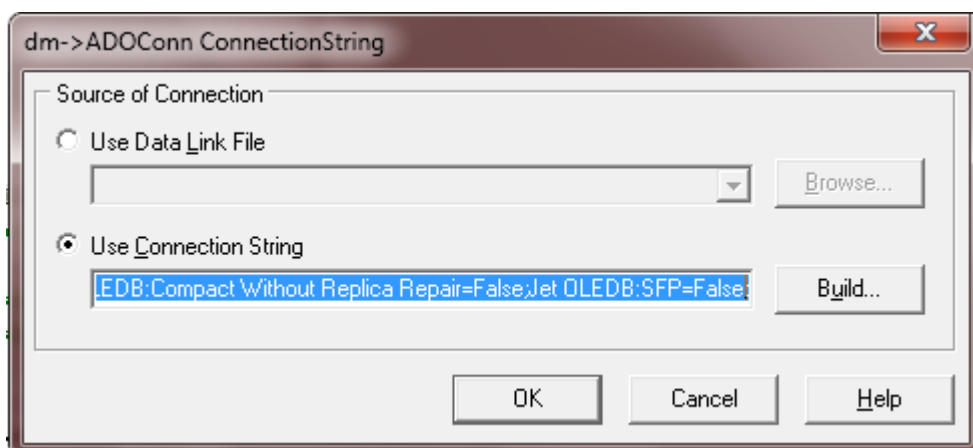 dm->ADOConn ConnectionString
Source of Connection
Use Data Link File
Browse...
Use Connection String
.EDB:Compact Without Replica Repair=False;Jet OLEDB:SFP=False;
Build...
OK
Cancel
Help